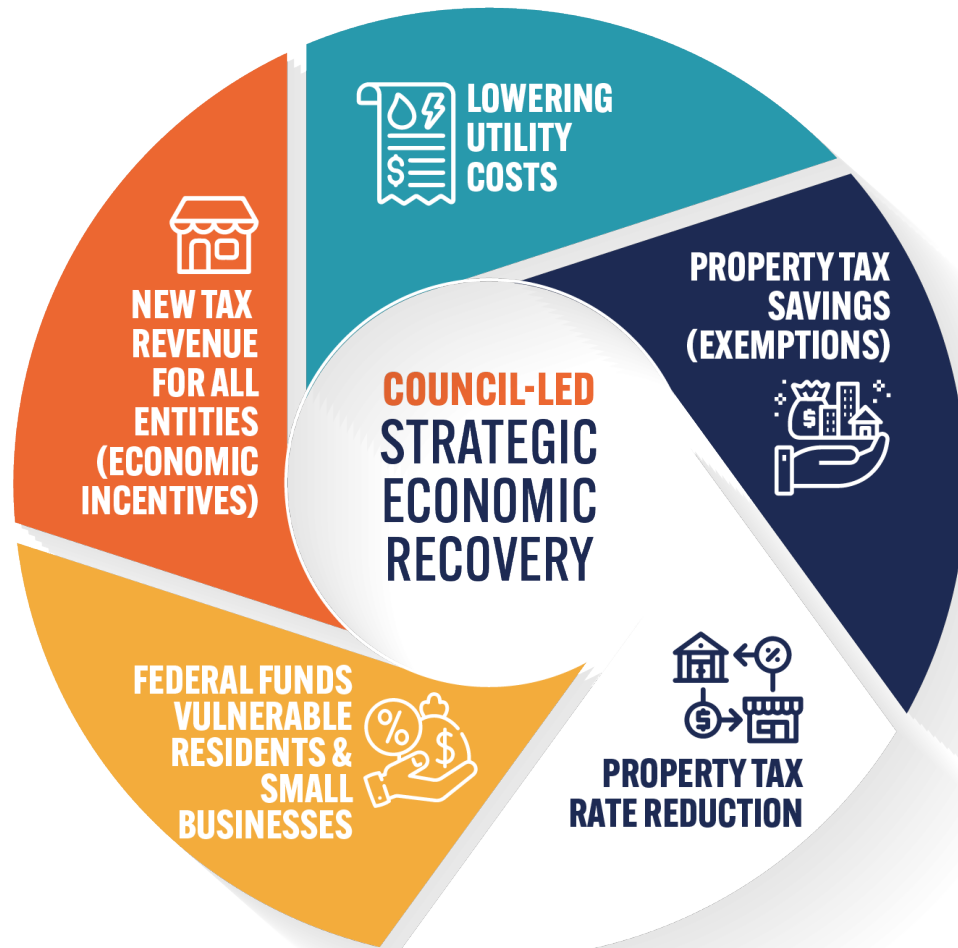 LOWERING
UTILITY
COSTS
PROPERTY TAX
SAVINGS
(EXEMPTIONS)
NEW TAX
REVENUE
FOR ALL
ENTITIES
(ECONOMIC
INCENTIVES)
COUNCIL-LED
STRATEGIC
ECONOMIC
RECOVERY
FEDERAL FUNDS
VULNERABLE
RESIDENTS &
SMALL
BUSINESSES
PROPERTY TAX
RATE REDUCTION